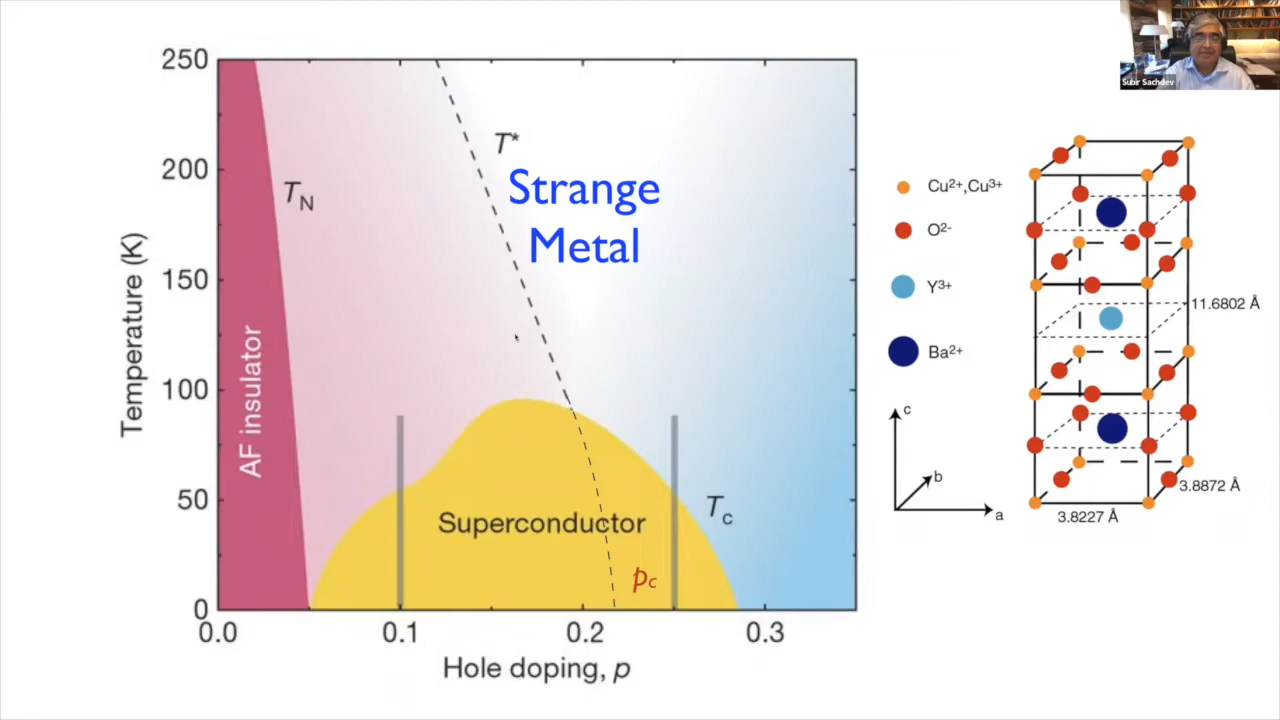 250
200
150
100
50
0
Temperature (K)
0.0
0.1
0.2
0.3
Hole doping, p
AF insulator
T_N
T*
Strange
Metal
Superconductor
p_c
T_c
Cu²⁺,Cu³⁺
O²⁻
Y³⁺
Ba²⁺
c
b
a
11.6802 Å
3.8872 Å
3.8227 Å
Subir Sachdev